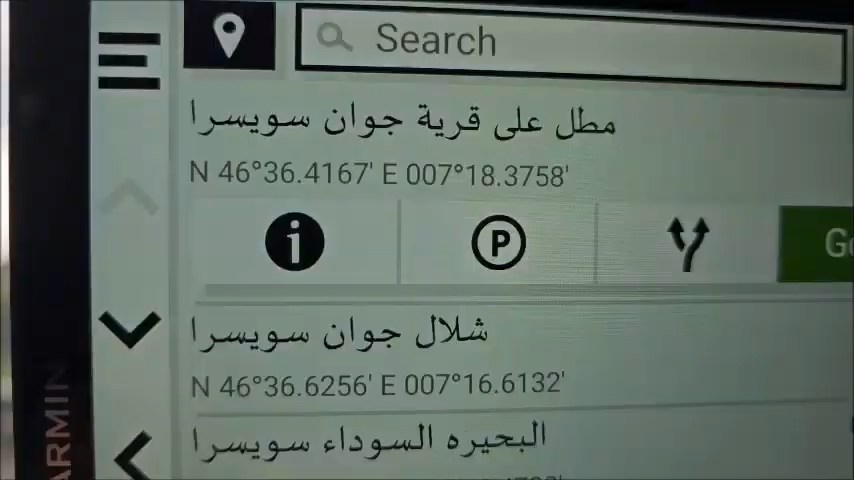 Search
مطل على قرية جوان سويسرا
N 46°36.4167' E 007°18.3758'
P
شلال جوان سويسرا
N 46°36.6256' E 007°16.6132'
البحيره السوداء سويسرا